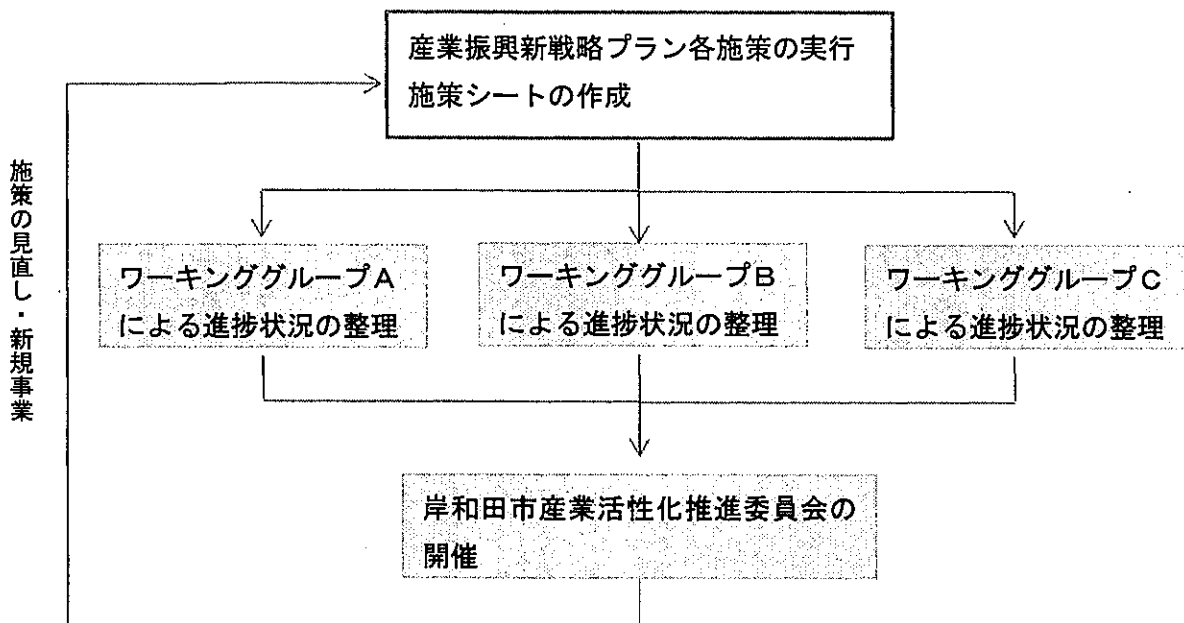 産業振興新戦略プラン各施策の実行
施策シートの作成
施策の見直し・新規事業
ワーキンググループA
による進捗状況の整理
ワーキンググループB
による進捗状況の整理
ワーキンググループC
による進捗状況の整理
岸和田市産業活性化推進委員会の
開催